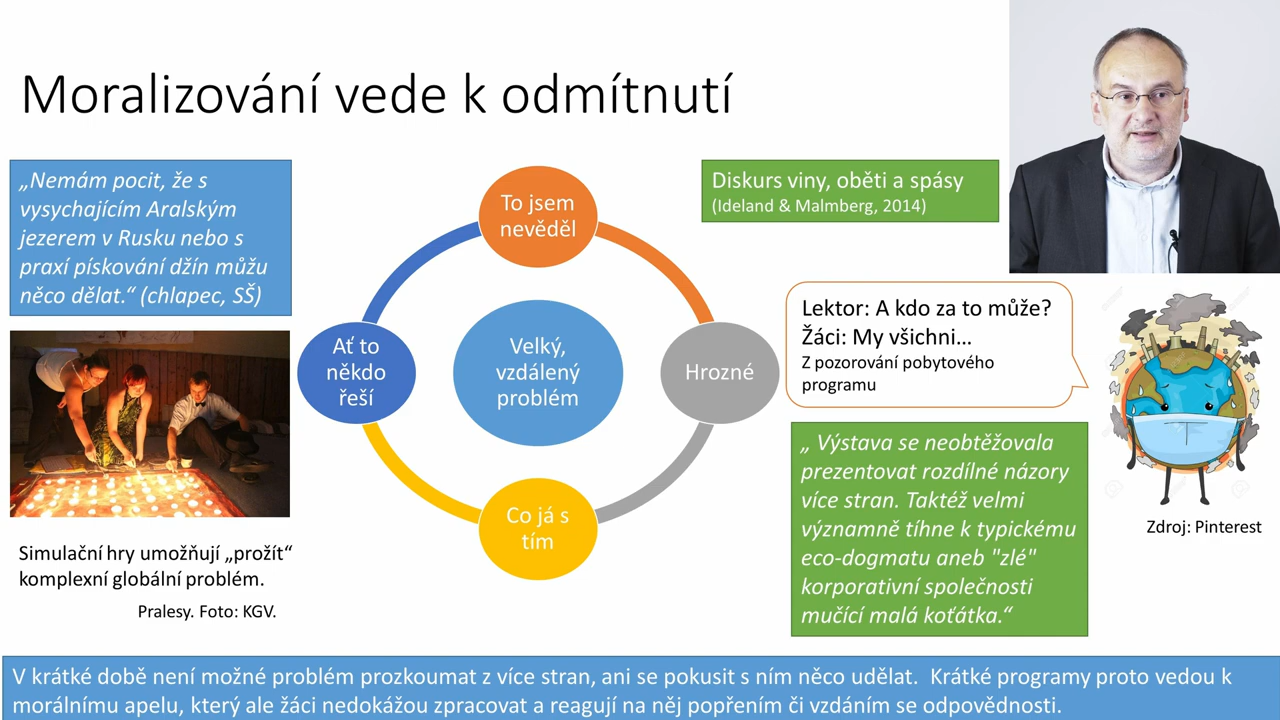 Moralizování vede k odmítnutí
„Nemám pocit, že s
vysychajícím Aralským
jezerem v Rusku nebo s
praxí pískování džín můžu
něco dělat.“ (chlapec, SŠ)
To jsem
nevěděl
Ať to
někdo
řeší
Velký,
vzdálený
problém
Hrozné
Co já s
tím
Diskurs viny, oběti a spásy
(Ideland & Malmberg, 2014)
Lektor: A kdo za to může?
Žáci: My všichni…
Z pozorování pobytového
programu
„ Výstava se neobtěžovala
prezentovat rozdílné názory
více stran. Taktéž velmi
významně tíhne k typickému
eco-dogmatu aneb "zlé"
korporativní společnosti
mučící malá koťátka.“
Zdroj: Pinterest
Simulační hry umožňují „prožít“
komplexní globální problém.
Pralesy. Foto: KGV.
V krátké době není možné problém prozkoumat z více stran, ani se pokusit s ním něco udělat.  Krátké programy proto vedou k
morálnímu apelu, který ale žáci nedokážou zpracovat a reagují na něj popřením či vzdáním se odpovědnosti.